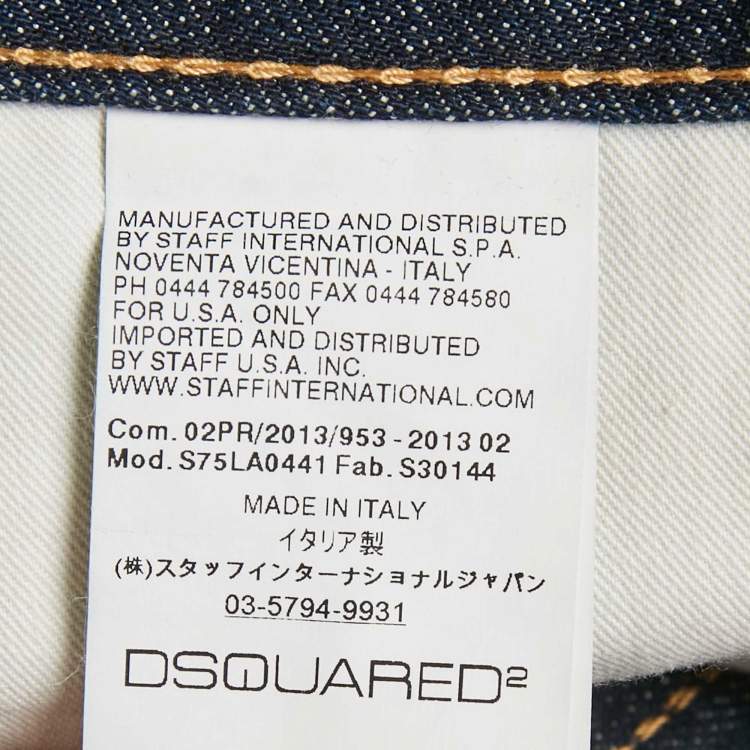 MANUFACTURED AND DISTRIBUTED
BY STAFF INTERNATIONAL S.P.A.
NOVENTA VICENTINA - ITALY
PH 0444 784500 FAX 0444 784580
FOR U.S.A. ONLY
IMPORTED AND DISTRIBUTED
BY STAFF U.S.A. INC.
WWW.STAFFINTERNATIONAL.COM
Com. 02PR/2013/953 - 2013 02
Mod. S75LA0441 Fab. S30144
MADE IN ITALY
イタリア製
(株)スタッフインターナショナルジャパン
03-5794-9931
DSQUARED²